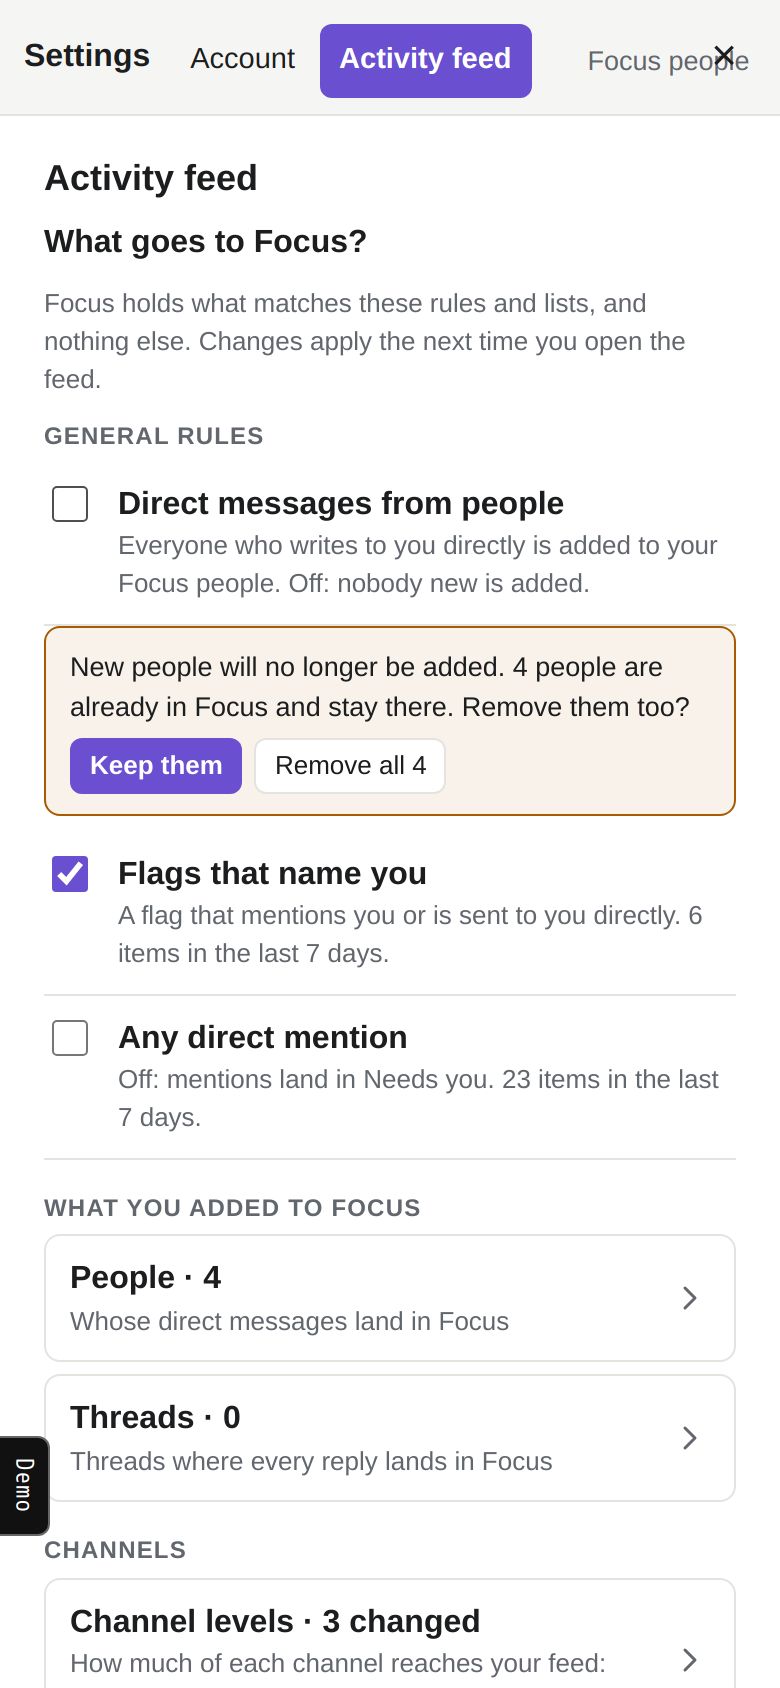 Settings
Account
Activity feed
Focus people
Activity feed
What goes to Focus?
Focus holds what matches these rules and lists, and
nothing else. Changes apply the next time you open the
feed.
GENERAL RULES
Direct messages from people
Everyone who writes to you directly is added to your
Focus people. Off: nobody new is added.
New people will no longer be added. 4 people are
already in Focus and stay there. Remove them too?
Keep them
Remove all 4
Flags that name you
A flag that mentions you or is sent to you directly. 6
items in the last 7 days.
Any direct mention
Off: mentions land in Needs you. 23 items in the last
7 days.
WHAT YOU ADDED TO FOCUS
People · 4
Whose direct messages land in Focus
Threads · 0
Threads where every reply lands in Focus
Demo
CHANNELS
Channel levels · 3 changed
How much of each channel reaches your feed: